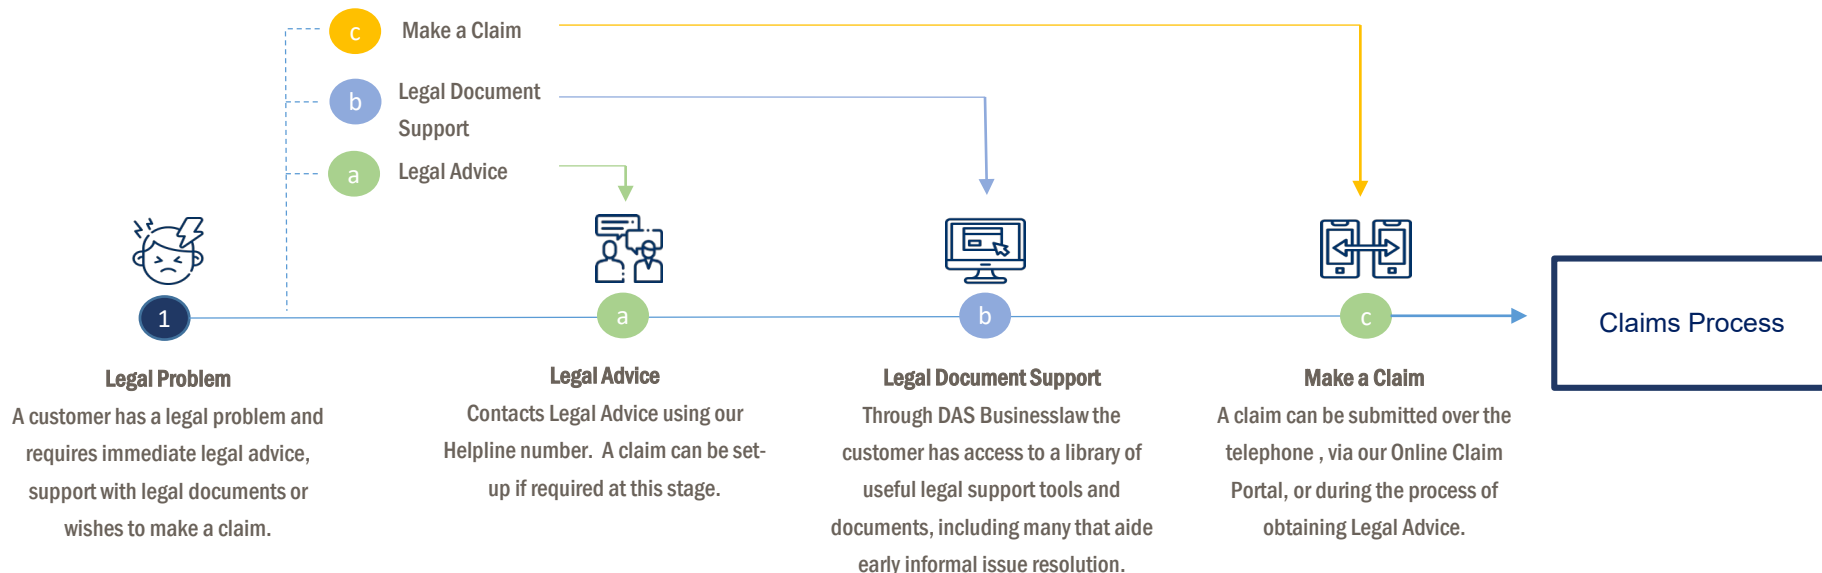 c Make a Claim
b Legal Document
Support
a Legal Advice
1
a
b
c
Claims Process
Legal Problem
A customer has a legal problem and
requires immediate legal advice,
support with legal documents or
wishes to make a claim.
Legal Advice
Contacts Legal Advice using our
Helpline number. A claim can be set-
up if required at this stage.
Legal Document Support
Through DAS Businesslaw the
customer has access to a library of
useful legal support tools and
documents, including many that aide
early informal issue resolution.
Make a Claim
A claim can be submitted over the
telephone , via our Online Claim
Portal, or during the process of
obtaining Legal Advice.